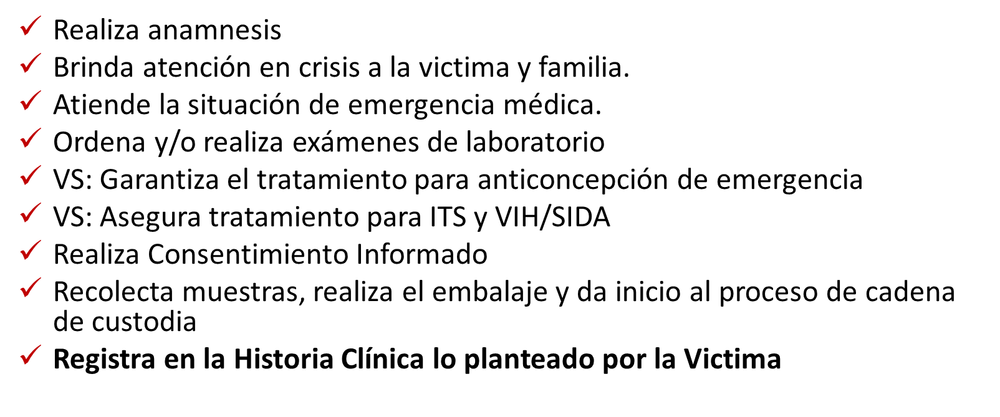 ✓ Realiza anamnesis
✓ Brinda atención en crisis a la victima y familia.
✓ Atiende la situación de emergencia médica.
✓ Ordena y/o realiza exámenes de laboratorio
✓ VS: Garantiza el tratamiento para anticoncepción de emergencia
✓ VS: Asegura tratamiento para ITS y VIH/SIDA
✓ Realiza Consentimiento Informado
✓ Recolecta muestras, realiza el embalaje y da inicio al proceso de cadena
de custodia
✓ Registra en la Historia Clínica lo planteado por la Victima